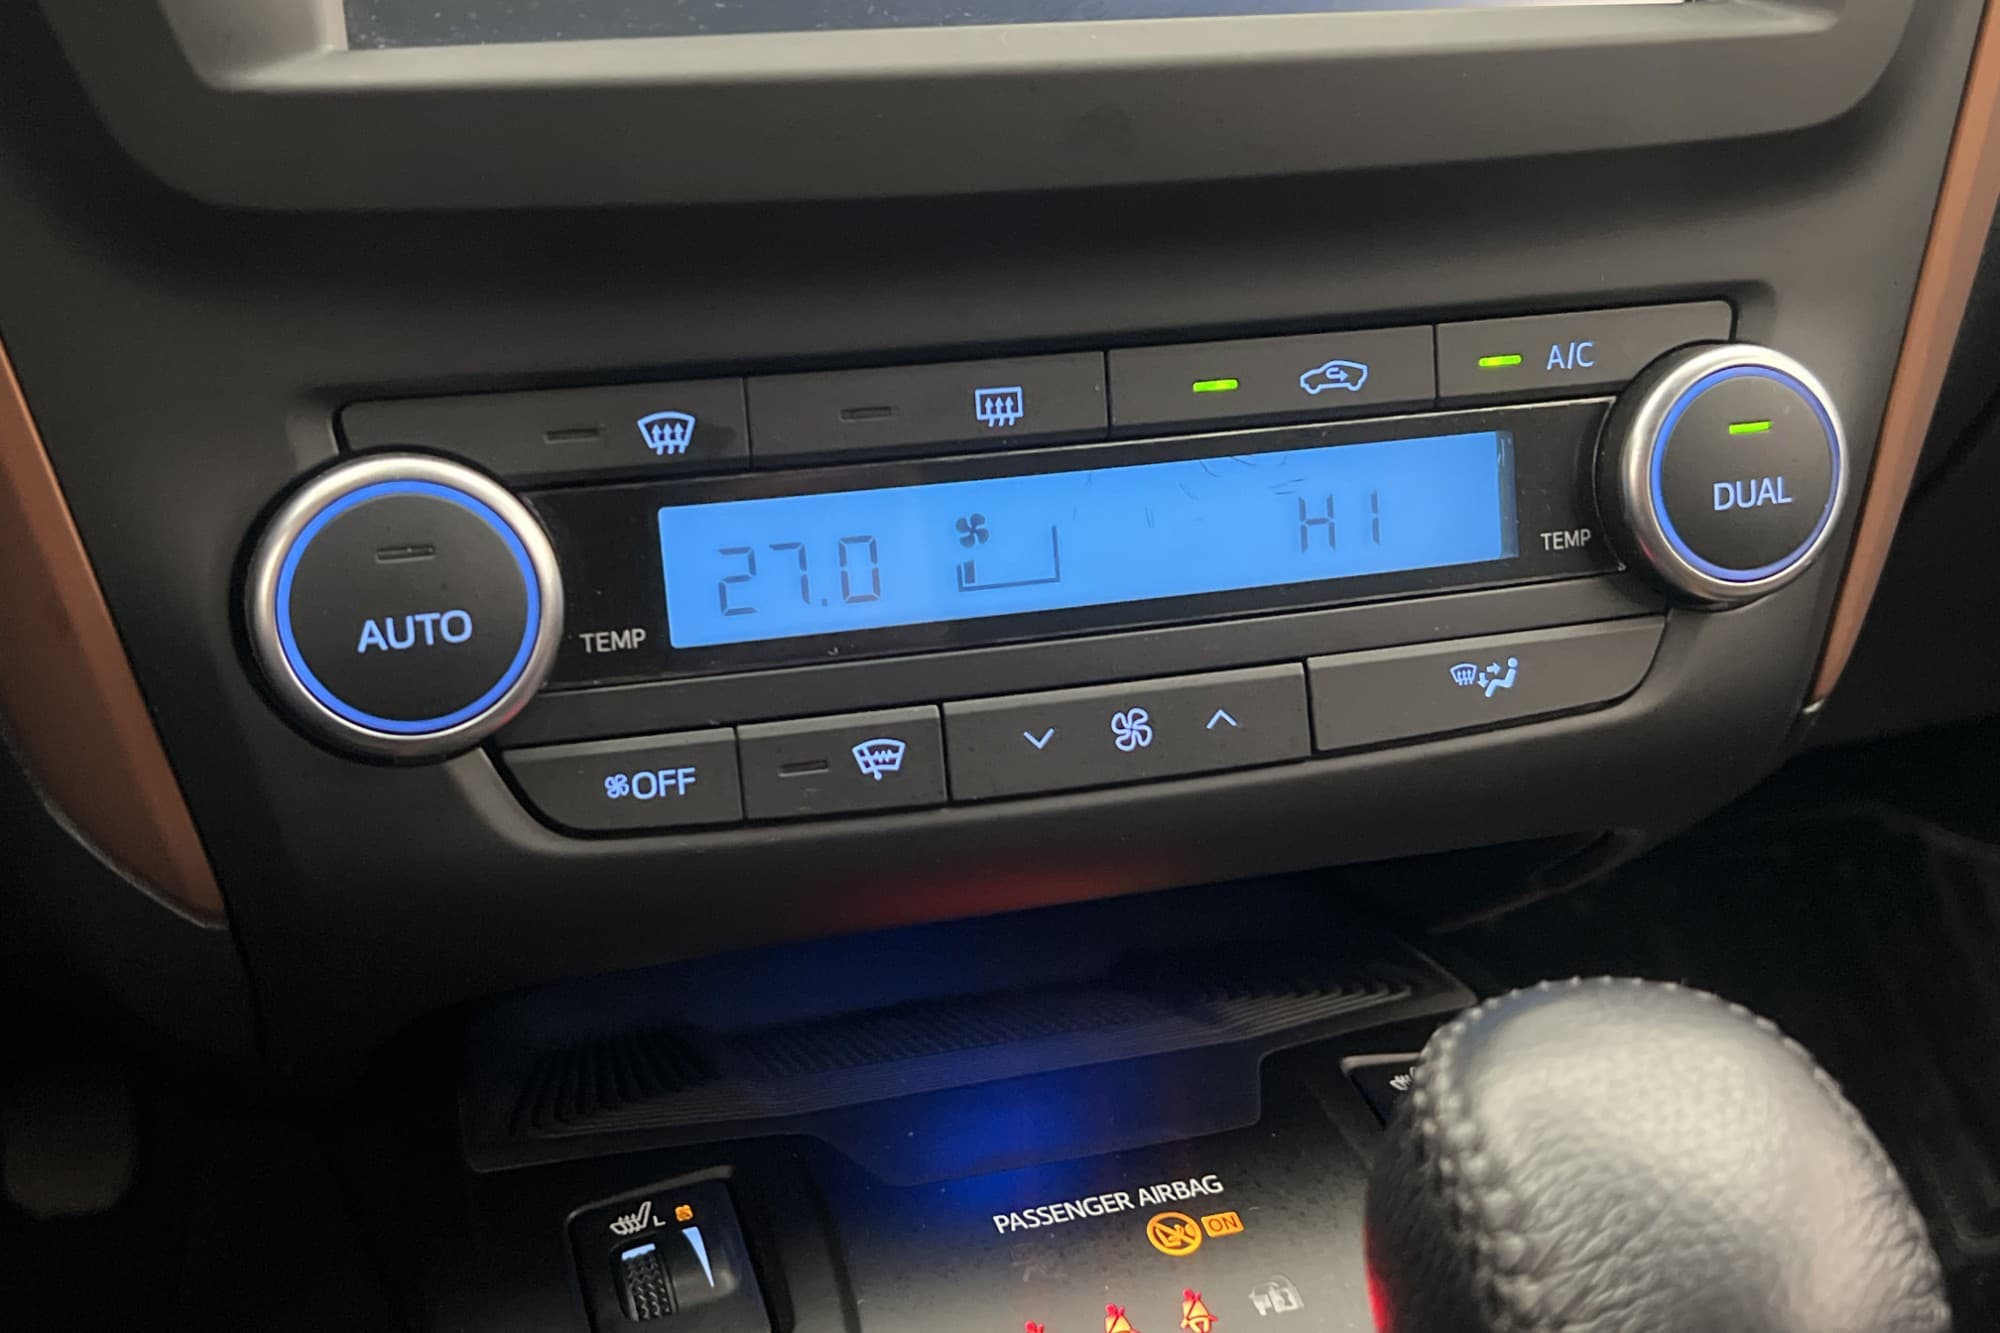 A/C
AUTO
TEMP
27.0
HI
TEMP
DUAL
OFF
PASSENGER AIRBAG
ON
L